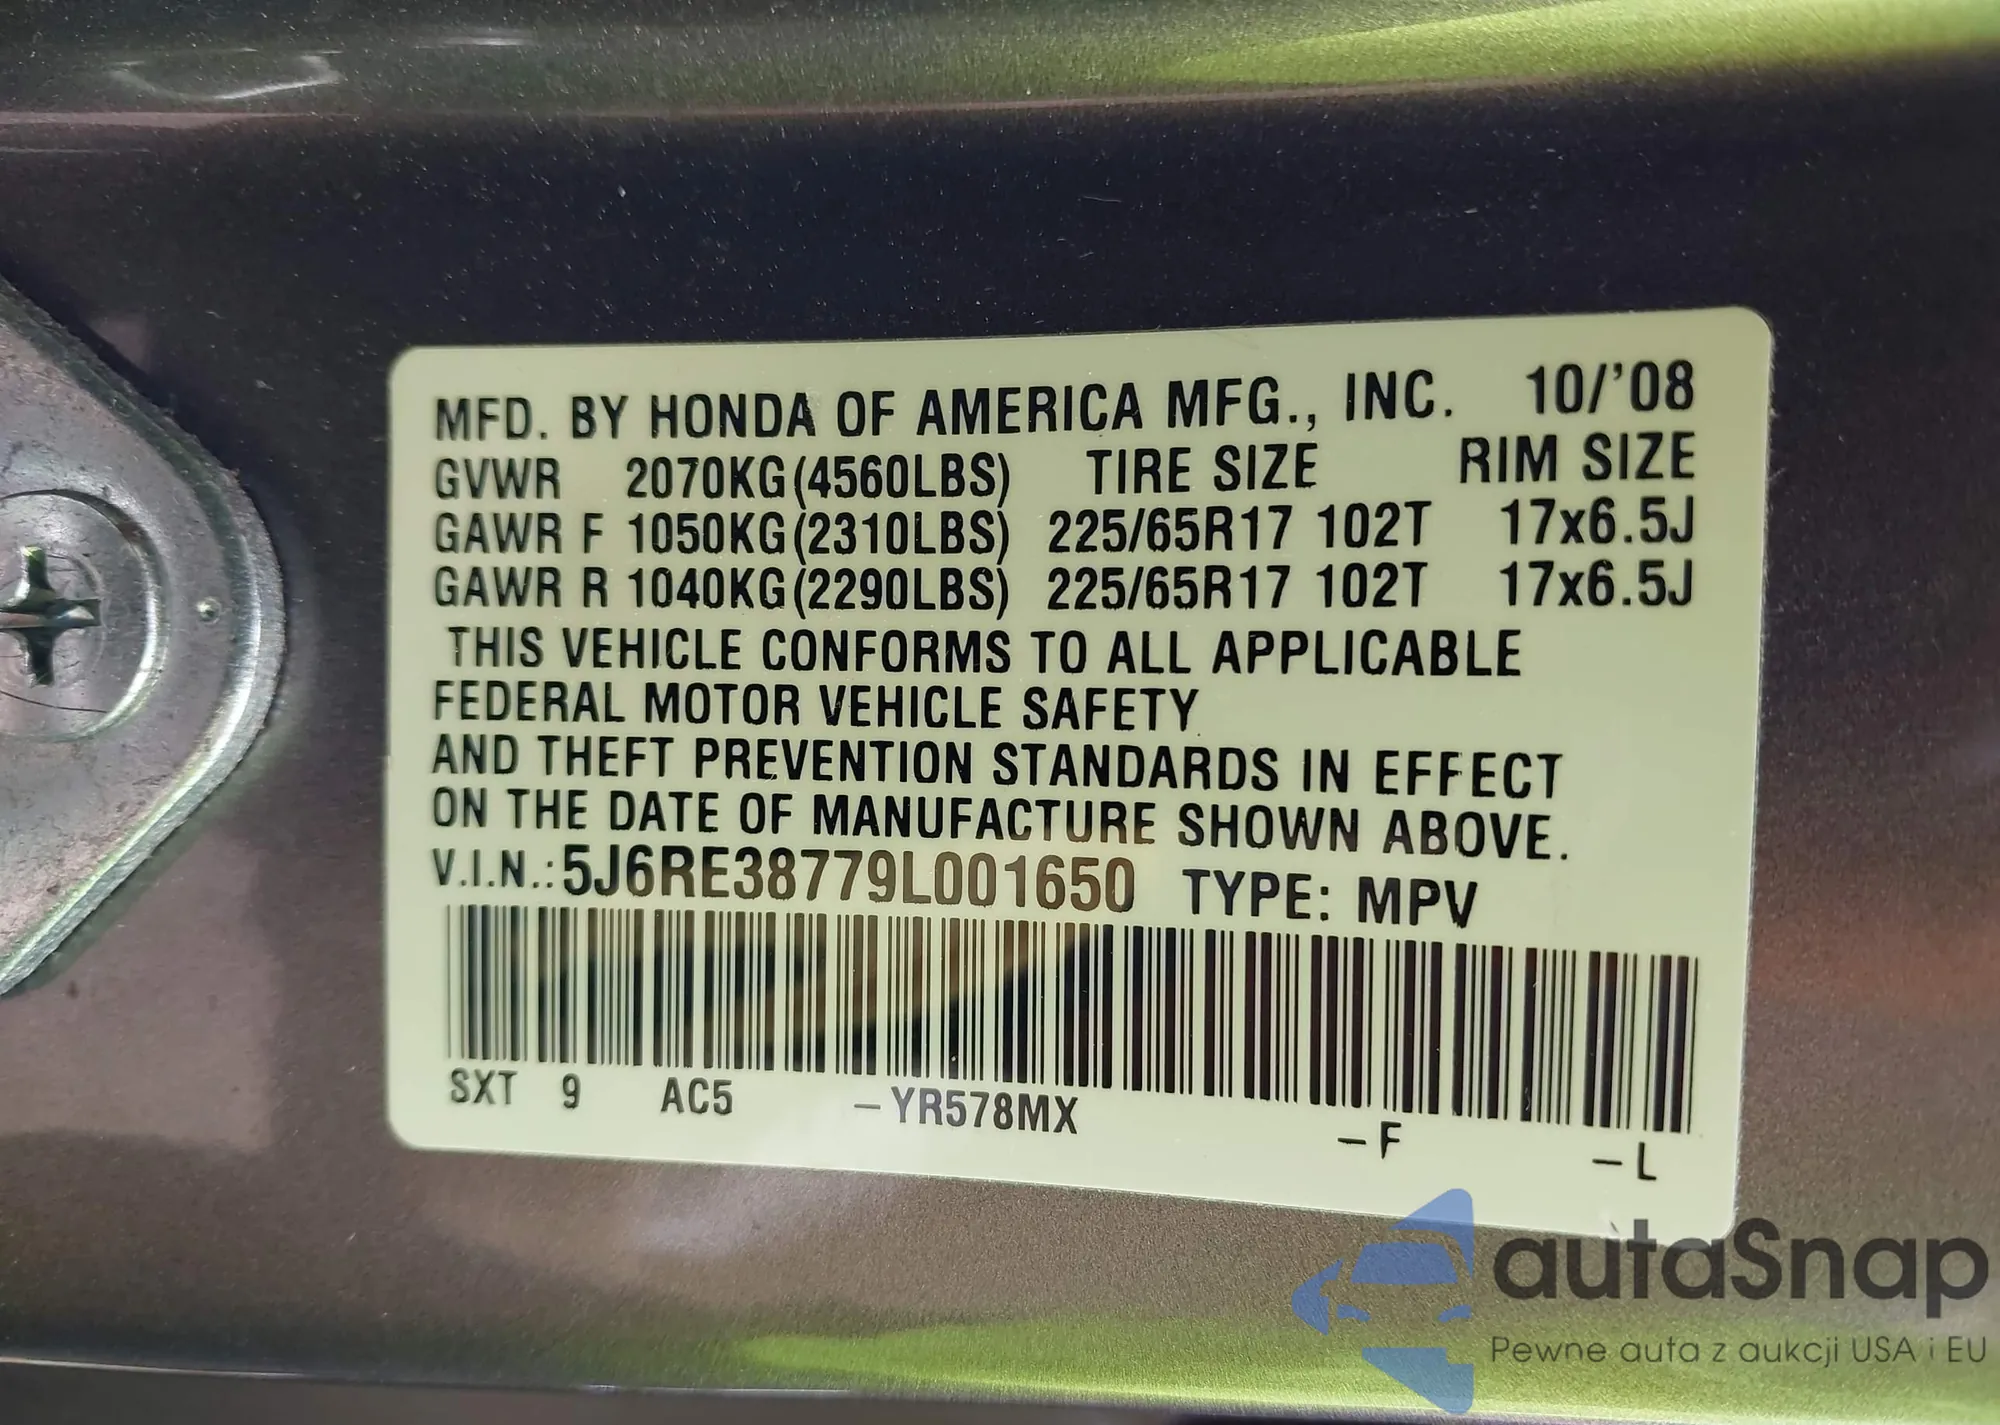 MFD. BY HONDA OF AMERICA MFG., INC. 10/'08
GVWR 2070KG(4560LBS) TIRE SIZE RIM SIZE
GAWR F 1050KG(2310LBS) 225/65R17 102T 17x6.5J
GAWR R 1040KG(2290LBS) 225/65R17 102T 17x6.5J
THIS VEHICLE CONFORMS TO ALL APPLICABLE
FEDERAL MOTOR VEHICLE SAFETY
AND THEFT PREVENTION STANDARDS IN EFFECT
ON THE DATE OF MANUFACTURE SHOWN ABOVE.
V.I.N.: 5J6RE38779L001650 TYPE: MPV
SXT 9 AC5 –YR578MX –F –L
autaSnap
Pewne auta z aukcji USA i EU